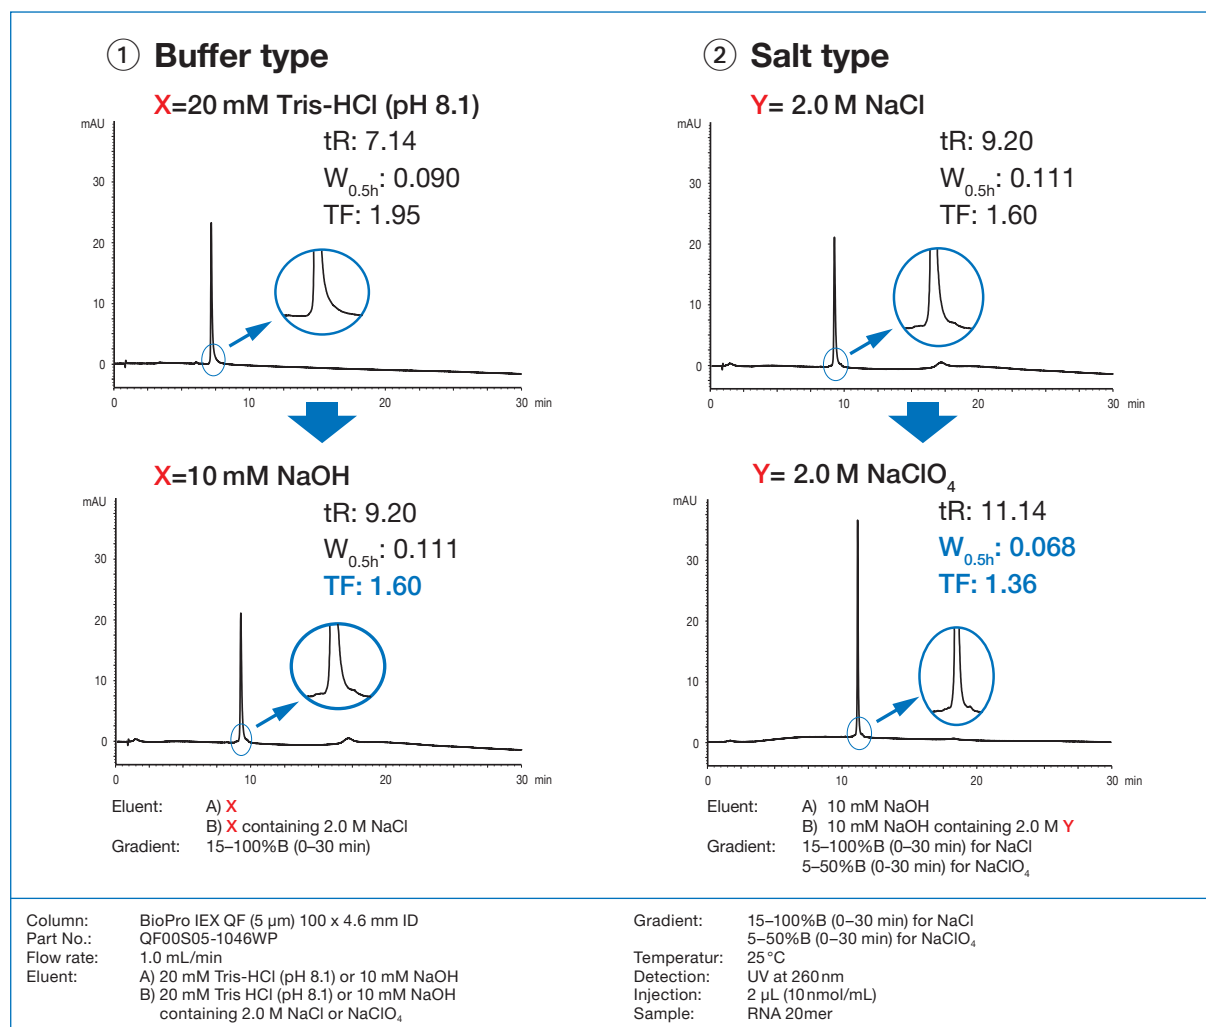 ① Buffer type
X=20 mM Tris-HCl (pH 8.1)
mAU
tR: 7.14
W0.5h: 0.090
TF: 1.95
30
20
10
0
0
10
20
30 min
X=10 mM NaOH
mAU
tR: 9.20
W0.5h: 0.111
TF: 1.60
30
20
10
0
0
10
20
30 min
Eluent: A) X
B) X containing 2.0 M NaCl
Gradient: 15–100%B (0–30 min)
② Salt type
Y= 2.0 M NaCl
mAU
tR: 9.20
W0.5h: 0.111
TF: 1.60
30
20
10
0
0
10
20
30 min
Y= 2.0 M NaClO4
mAU
tR: 11.14
W0.5h: 0.068
TF: 1.36
30
20
10
0
0
10
20
30 min
Eluent: A) 10 mM NaOH
B) 10 mM NaOH containing 2.0 M Y
Gradient: 15–100%B (0–30 min) for NaCl
5–50%B (0-30 min) for NaClO4
Column: BioPro IEX QF (5 µm) 100 x 4.6 mm ID
Part No.: QF00S05-1046WP
Flow rate: 1.0 mL/min
Eluent: A) 20 mM Tris-HCl (pH 8.1) or 10 mM NaOH
B) 20 mM Tris HCl (pH 8.1) or 10 mM NaOH
containing 2.0 M NaCl or NaClO4
Gradient: 15–100%B (0–30 min) for NaCl
5–50%B (0–30 min) for NaClO4
Temperatur: 25 °C
Detection: UV at 260 nm
Injection: 2 µL (10 nmol/mL)
Sample: RNA 20mer